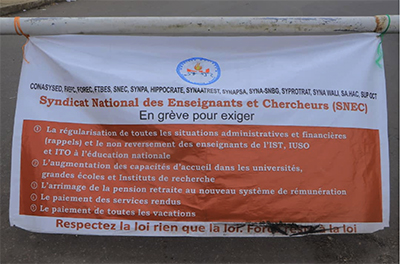 CONASYSED, FOREC, FTBES, SNEC, SYNPA, HIPPOCRATE, SYNAATREST, SYNAPSA, SYNA-SNBG, SYPROTRAT, SYNA WALI, SA.HAC, SUP OCT
Syndicat National des Enseignants et Chercheurs (SNEC)
En grève pour exiger
La régularisation de toutes les situations administratives et financières
(rappels) et le non reversement des enseignants de l'IST, IUSO
et ITO à l'éducation nationale
L'augmentation des capacités d'accueil dans les universités,
grandes écoles et Instituts de recherche
L'arrimage de la pension retraite au nouveau système de rémunération
Le paiement des services rendus
Le paiement de toutes les vacations
Respectez la loi rien que la loi. à la loi